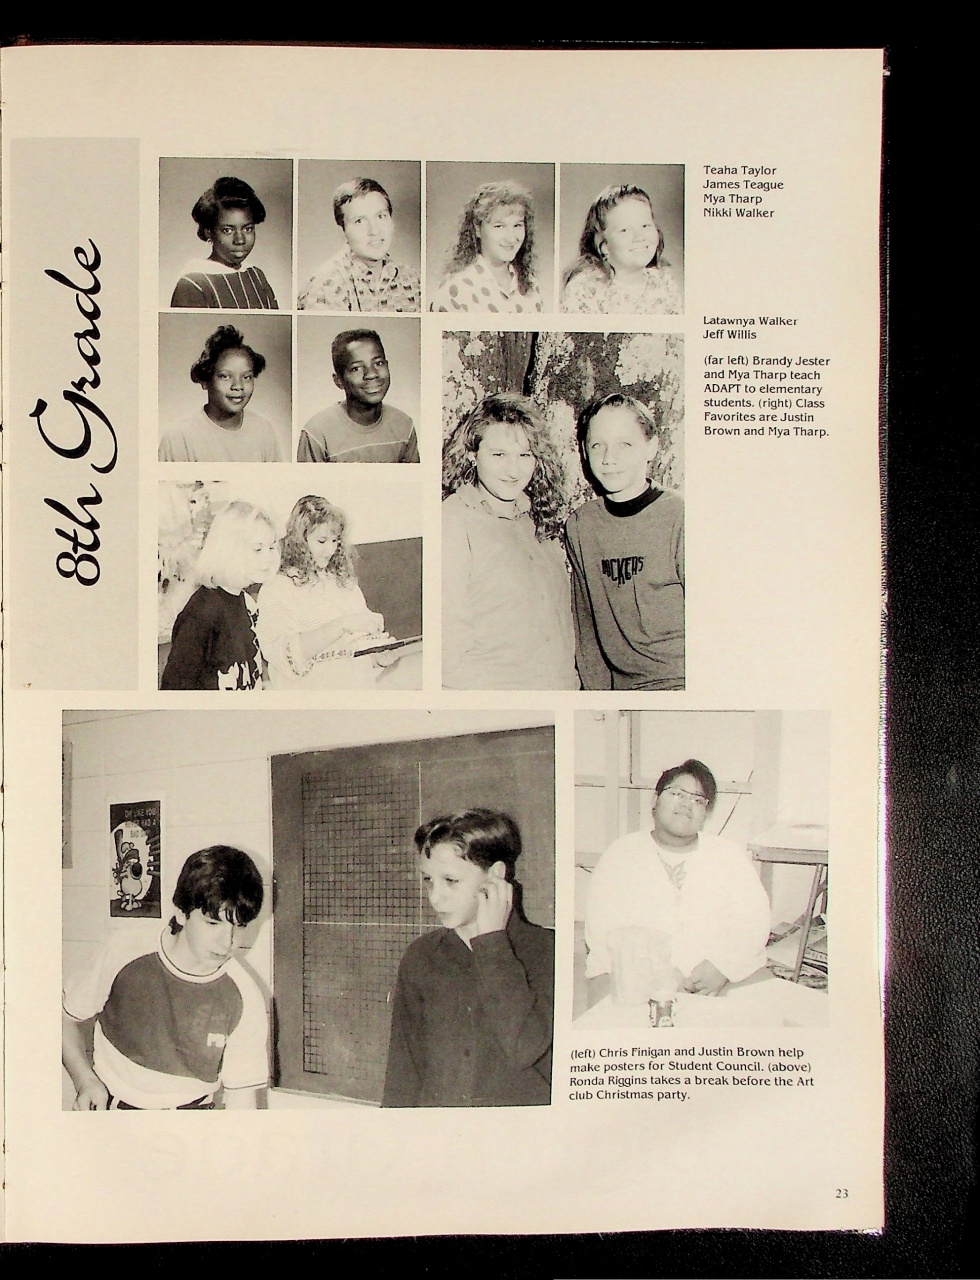 8th Grade
Teaha Taylor
James Teague
Mya Tharp
Nikki Walker
Latawnya Walker
Jeff Willis
(far left) Brandy Jester
and Mya Tharp teach
ADAPT to elementary
students. (right) Class
Favorites are Justin
Brown and Mya Tharp.
(left) Chris Finigan and Justin Brown help
make posters for Student Council. (above)
Ronda Riggins takes a break before the Art
club Christmas party.
23